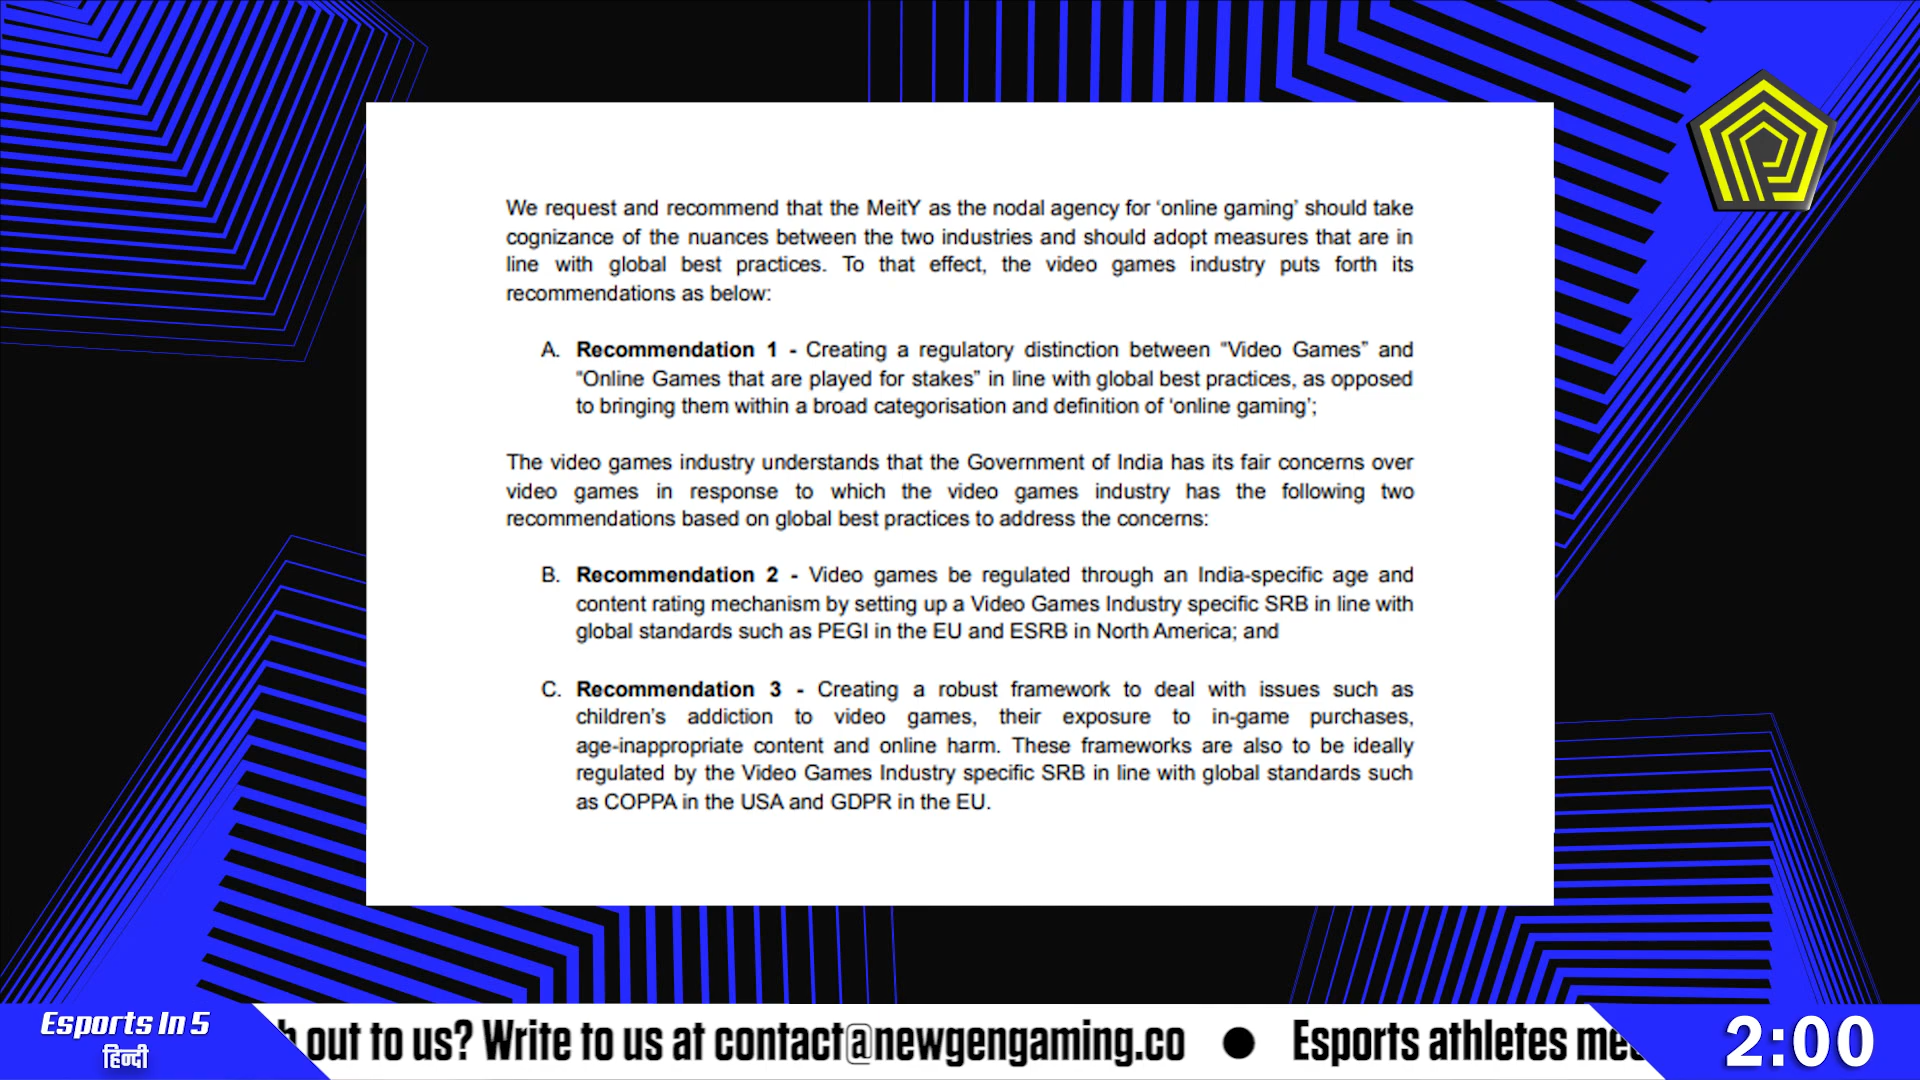 We request and recommend that the MeitY as the nodal agency for ‘online gaming’ should take
cognizance of the nuances between the two industries and should adopt measures that are in
line with global best practices. To that effect, the video games industry puts forth its
recommendations as below:
A. Recommendation 1 - Creating a regulatory distinction between “Video Games” and
“Online Games that are played for stakes” in line with global best practices, as opposed
to bringing them within a broad categorisation and definition of ‘online gaming’;
The video games industry understands that the Government of India has its fair concerns over
video games in response to which the video games industry has the following two
recommendations based on global best practices to address the concerns:
B. Recommendation 2 - Video games be regulated through an India-specific age and
content rating mechanism by setting up a Video Games Industry specific SRB in line with
global standards such as PEGI in the EU and ESRB in North America; and
C. Recommendation 3 - Creating a robust framework to deal with issues such as
children’s addiction to video games, their exposure to in-game purchases,
age-inappropriate content and online harm. These frameworks are also to be ideally
regulated by the Video Games Industry specific SRB in line with global standards such
as COPPA in the USA and GDPR in the EU.
Esports In 5
हिन्दी
out to us? Write to us at contact@newgengaming.co ● Esports athletes
2:00